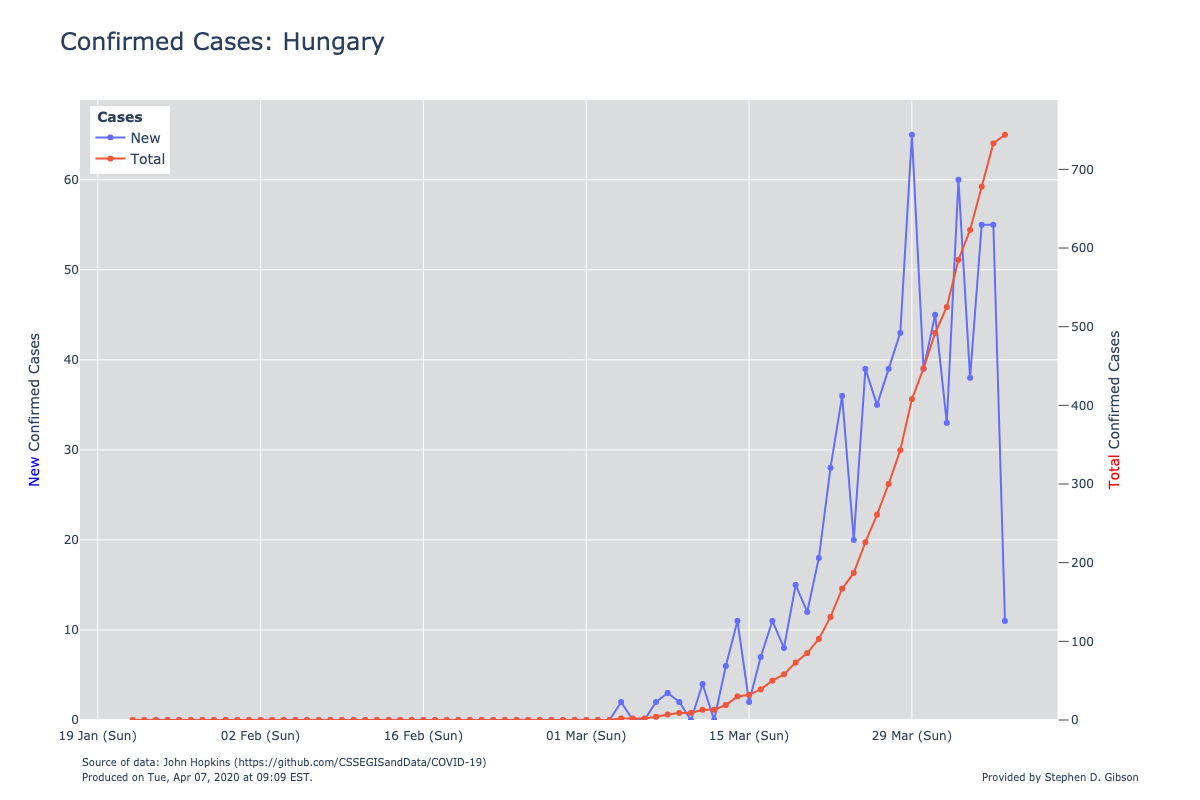 Confirmed Cases: Hungary
Cases
New
Total
60
50
40
30
20
10
0
New Confirmed Cases
700
600
500
400
300
200
100
0
Total Confirmed Cases
19 Jan (Sun)
02 Feb (Sun)
16 Feb (Sun)
01 Mar (Sun)
15 Mar (Sun)
29 Mar (Sun)
Source of data: John Hopkins (https://github.com/CSSEGISandData/COVID-19)
Produced on Tue, Apr 07, 2020 at 09:09 EST.
Provided by Stephen D. Gibson